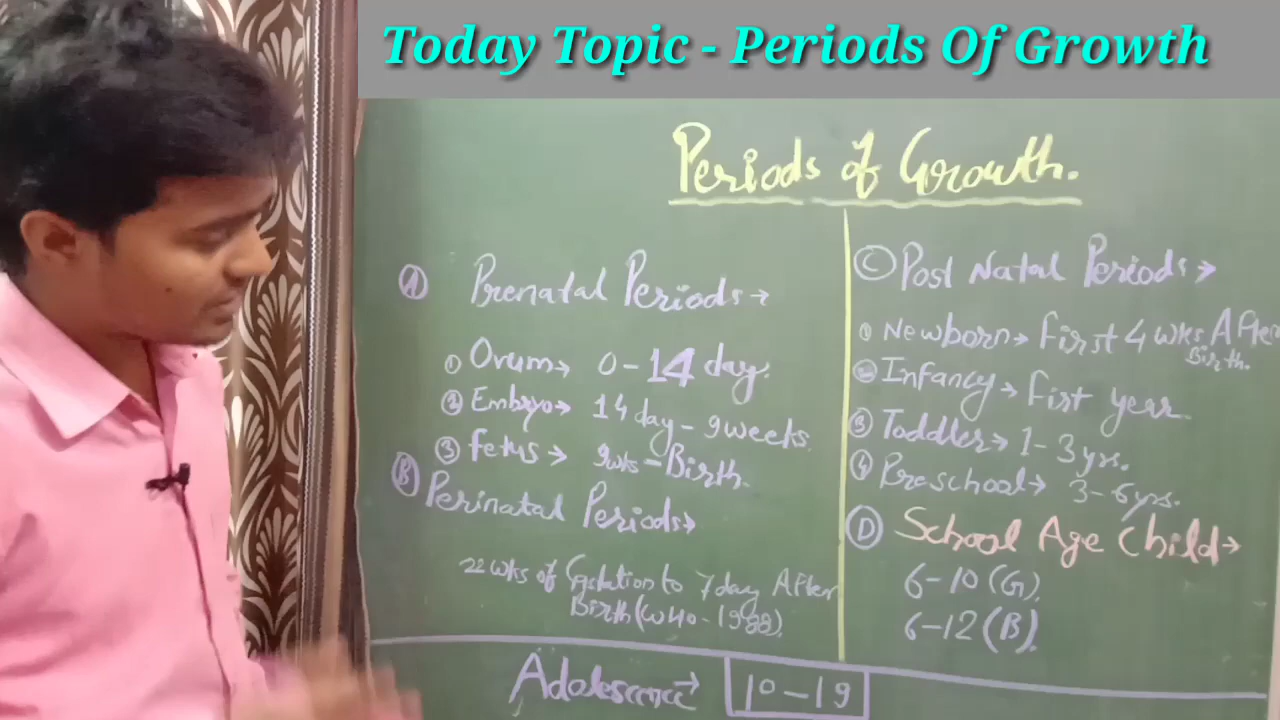 Today Topic - Periods Of Growth
Periods of Growth.
A Prenatal Periods →
1 Ovum → 0 - 14 day.
2 Embryo → 14 day - 9 weeks.
3 Fetus → 9wks - Birth.
B Perinatal Periods →
22 wks of Gestation to 7 day After
Birth (WHO - 1988).
C Post Natal Periods →
1 Newborn → First 4 wks After
Birth.
2 Infancy → First year
3 Toddler → 1 - 3 yrs.
4 Preschool → 3 - 6 yrs.
D School Age Child →
6 - 10 (G).
6 - 12 (B).
Adolescence → 10 - 19